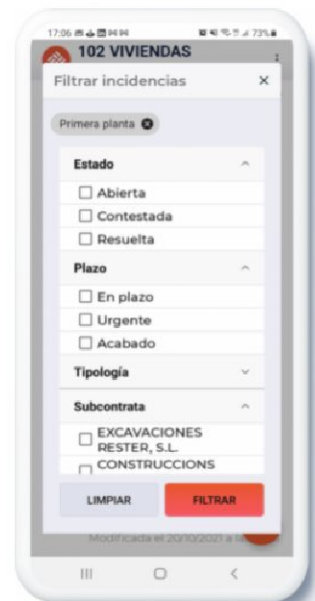 17:06
73%
102 VIVIENDAS
Filtrar incidencias
Primera planta
Estado
Abierta
Contestada
Resuelta
Plazo
En plazo
Urgente
Acabado
Tipología
Subcontrata
EXCAVACIONES
RESTER, S.L.
CONSTRUCCIONS
LIMPIAR
FILTRAR
Modificada el 20/10/2021 a